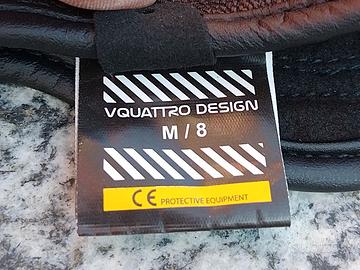 VQUATTRO DESIGN
M / 8
CE PROTECTIVE EQUIPMENT